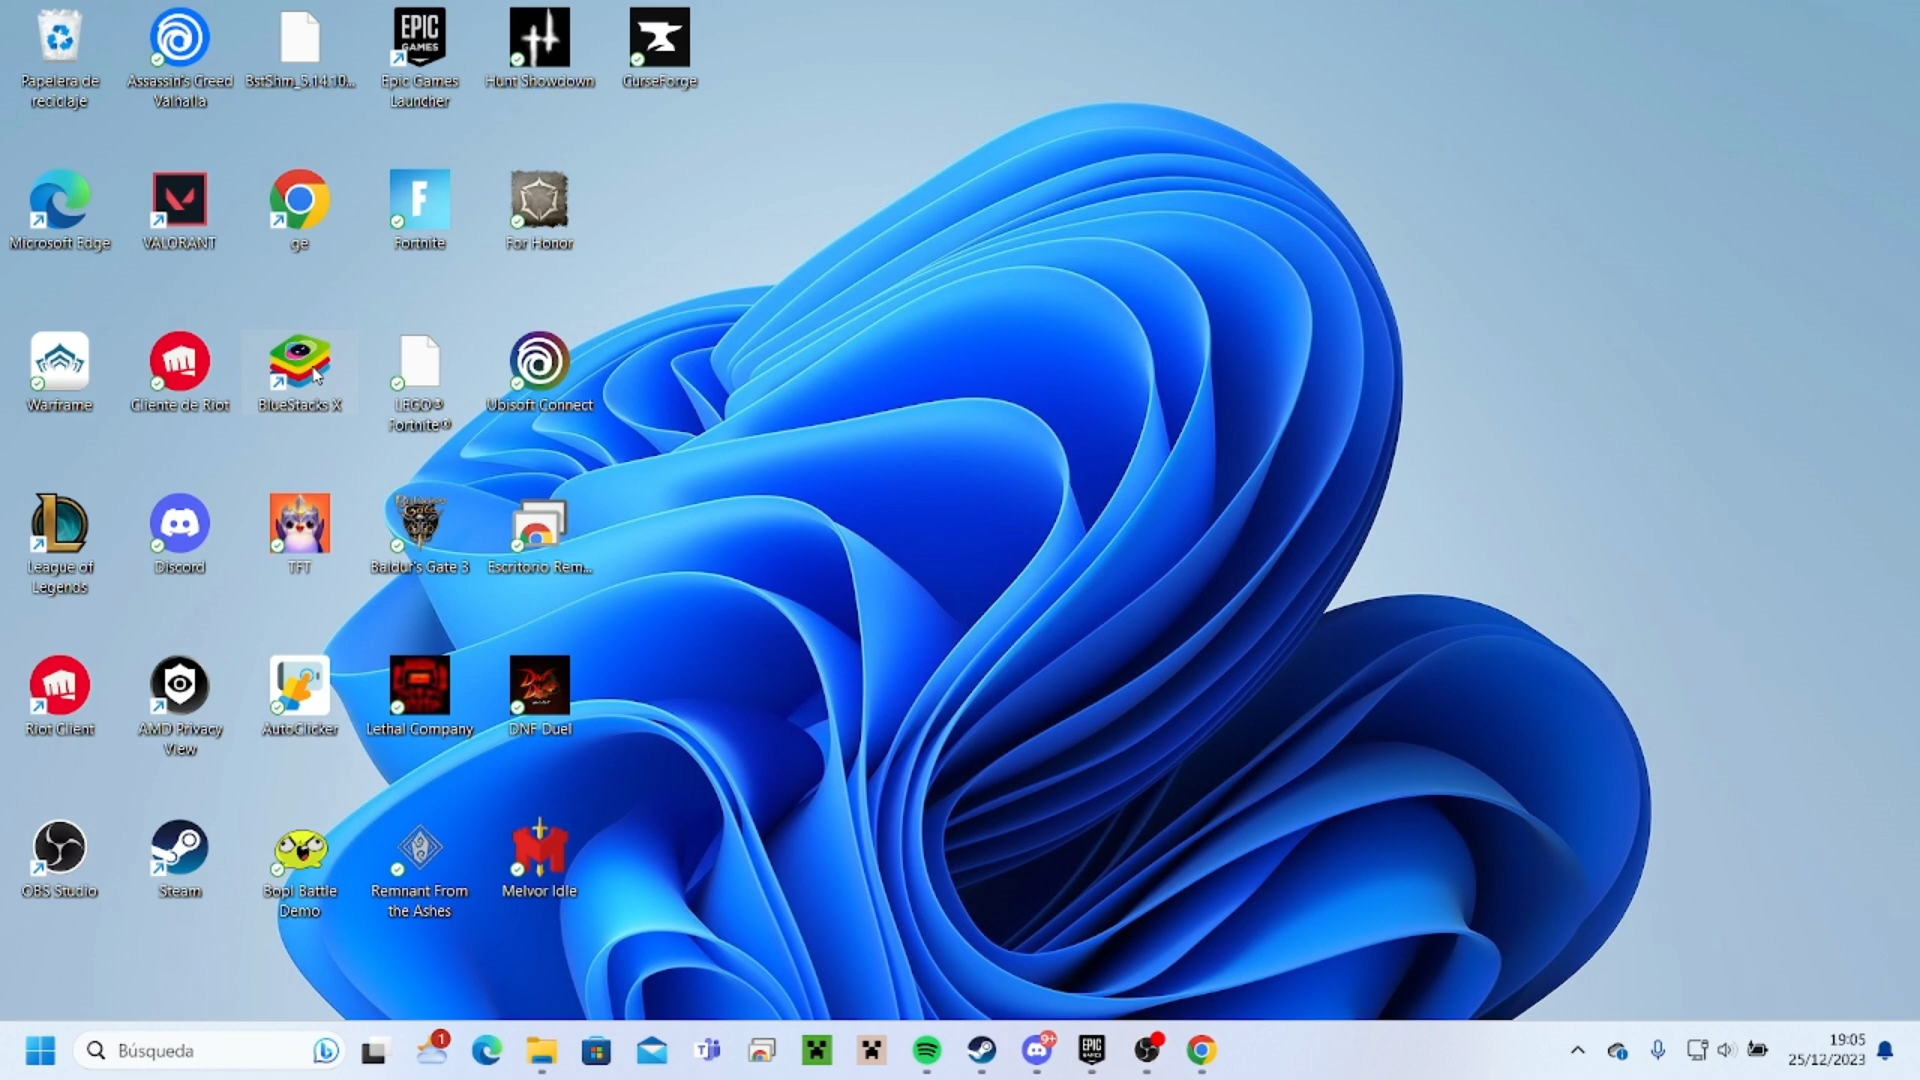 Papelera de
reciclaje
Assassin's Creed
Valhalla
BstShm_5.14.10...
EPIC
GAMES
Epic Games
Launcher
Hunt Showdown
CurseForge
Microsoft Edge
VALORANT
ge
F
Fortnite
For Honor
Warframe
Cliente de Riot
BlueStacks X
LEGO®
Fortnite®
Ubisoft Connect
League of
Legends
Discord
TFT
Baldur's Gate 3
Escritorio Rem...
Riot Client
AMD Privacy
View
AutoClicker
Lethal Company
DNF Duel
OBS Studio
Steam
Bopl Battle
Demo
Remnant From
the Ashes
Melvor Idle
Búsqueda
1
9+
EPIC
19:05
25/12/2023